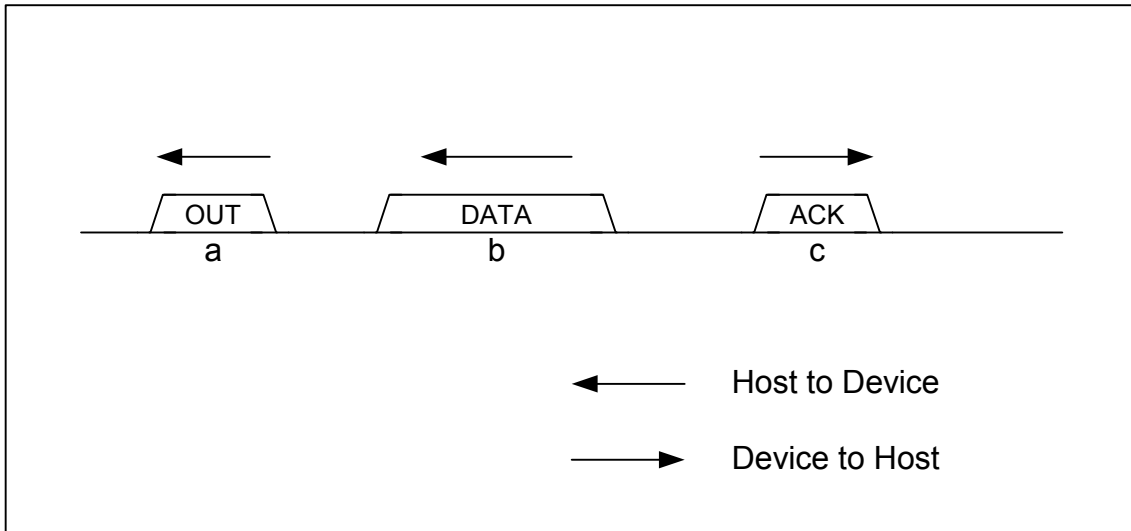 OUT DATA ACK
a b c
Host to Device
Device to Host